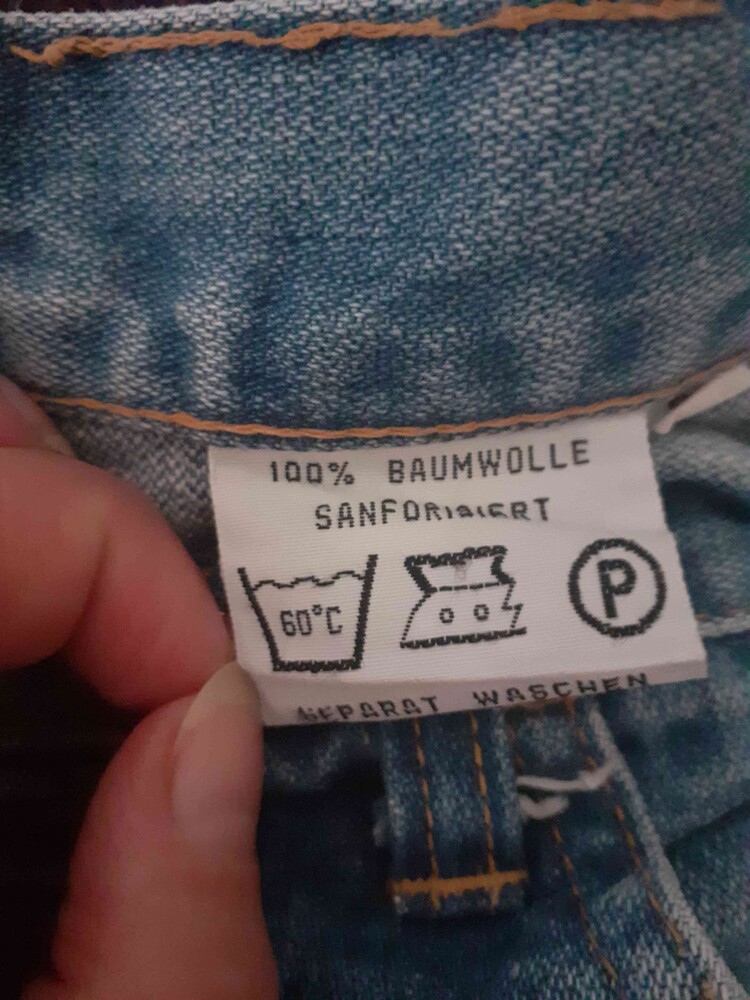 100% BAUMWOLLE
SANFORISIERT
60°C
P
SEPARAT WASCHEN